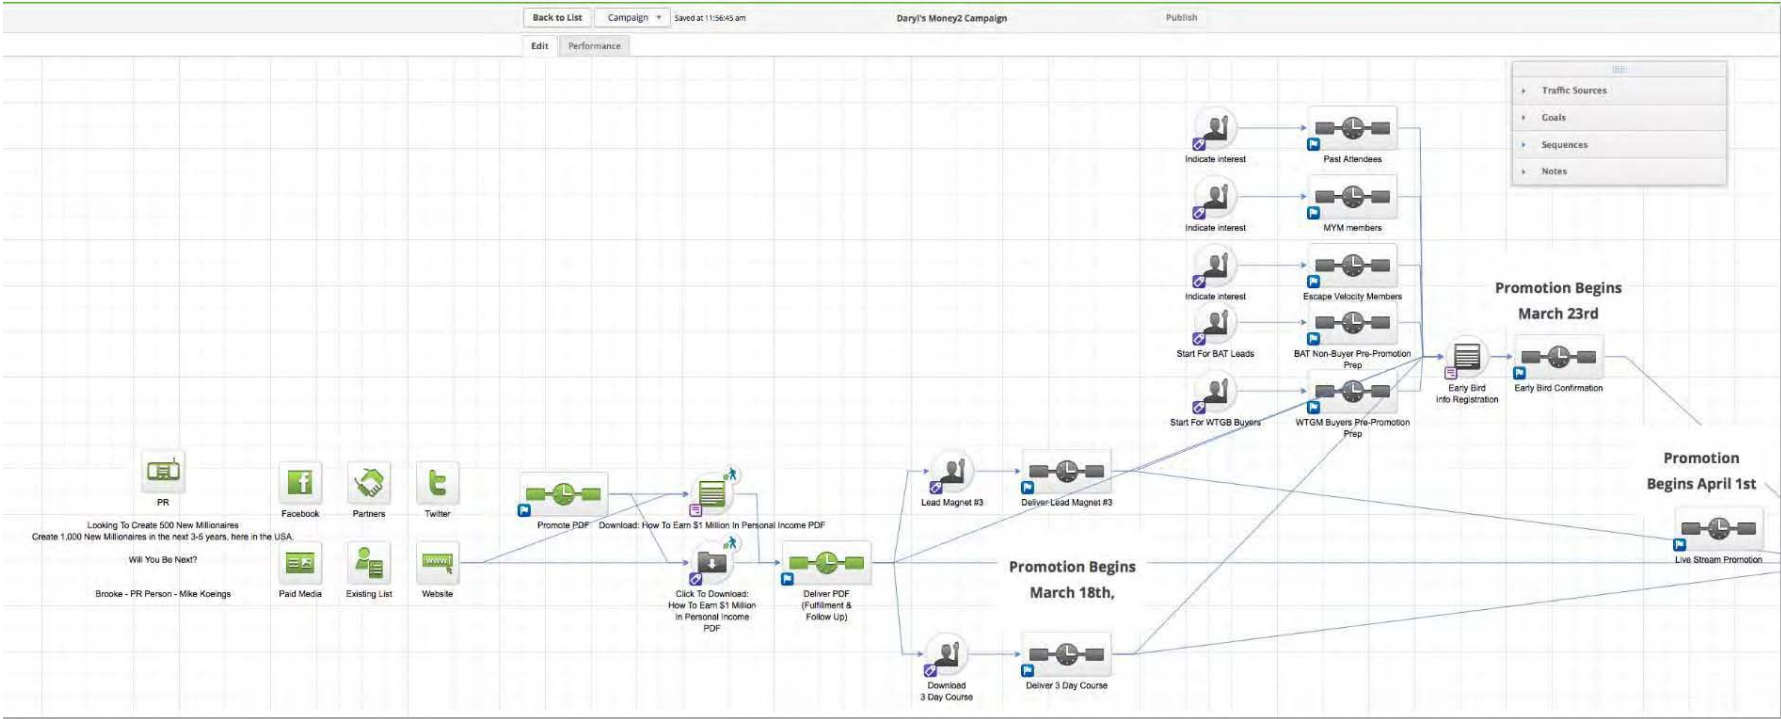 Back to List
Campaign
Saved at 11:56:45 am
Daryl's Money2 Campaign
Publish
Edit
Performance
Traffic Sources
Goals
Sequences
Notes
Indicate interest
Past Attendees
Indicate interest
MYM members
Indicate interest
Escape Velocity Members
Start For BAT Leads
BAT Non-Buyer Pre-Promotion
Prep
Start For WTGB Buyers
WTGM Buyers Pre-Promotion
Prep
Promotion Begins
March 23rd
Early Bird
info Registration
Early Bird Confirmation
Promotion
Begins April 1st
Live Stream Promotion
PR
Looking To Create 500 New Millionaires
Create 1,000 New Millionaires in the next 3-5 years, here in the USA.
Will You Be Next?
Brooke - PR Person - Mike Koeings
Facebook
Partners
Twitter
Paid Media
Existing List
www.
Website
Promote PDF
Download: How To Earn $1 Million In Personal Income PDF
Click To Download:
How To Earn $1 Million
In Personal Income
PDF
Deliver PDF
(Fulfillment &
Follow Up)
Lead Magnet #3
Deliver Lead Magnet #3
Promotion Begins
March 18th,
Download
3 Day Course
Deliver 3 Day Course